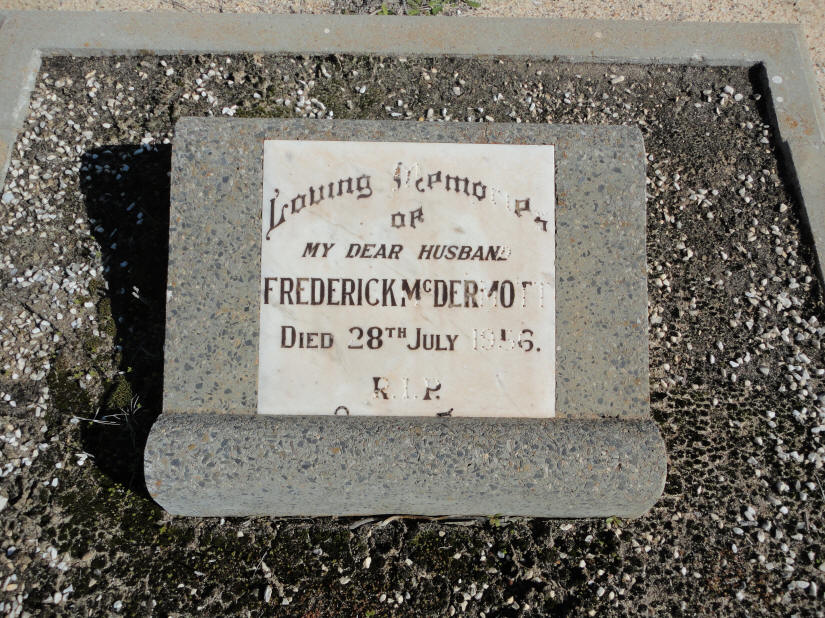 Loving Memories
OF
MY DEAR HUSBAND
FREDERICK McDERMOTT
DIED 28TH JULY 1956.
R.I.P.